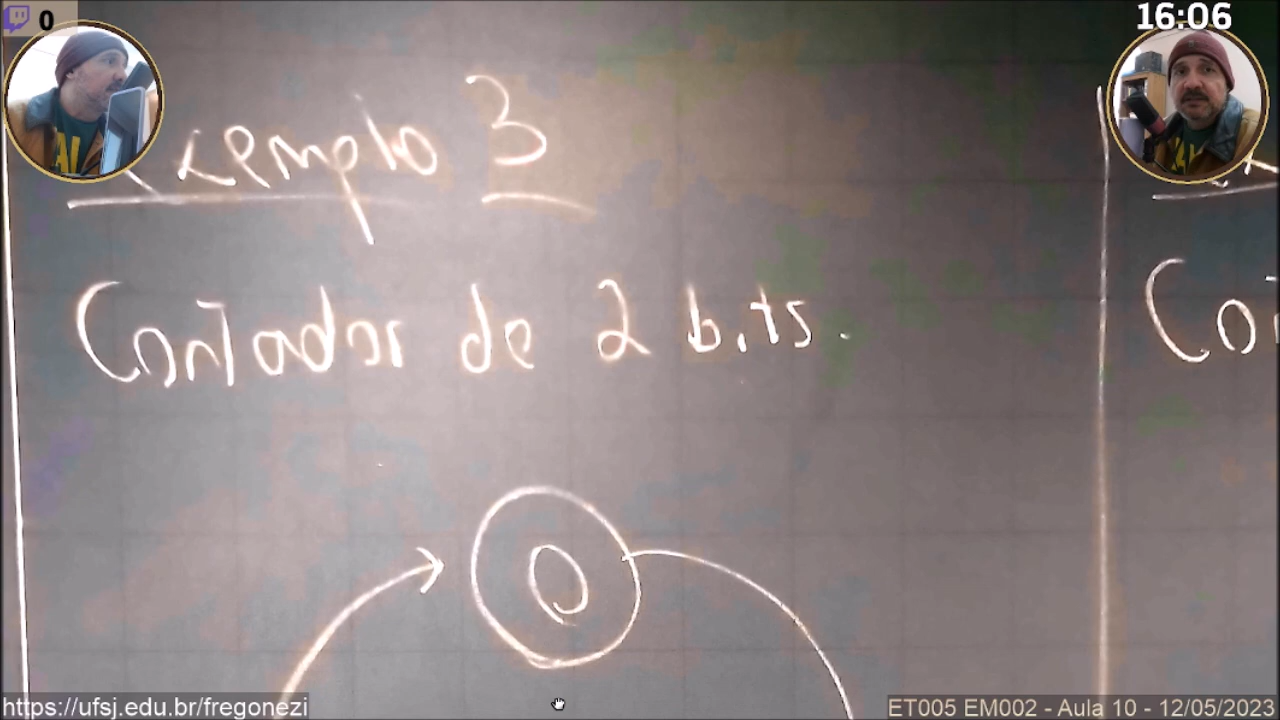 0
16:06
Exemplo 3
Contador de 2 bits.
0
https://ufsj.edu.br/fregonezi
ET005 EM002 - Aula 10 - 12/05/2023